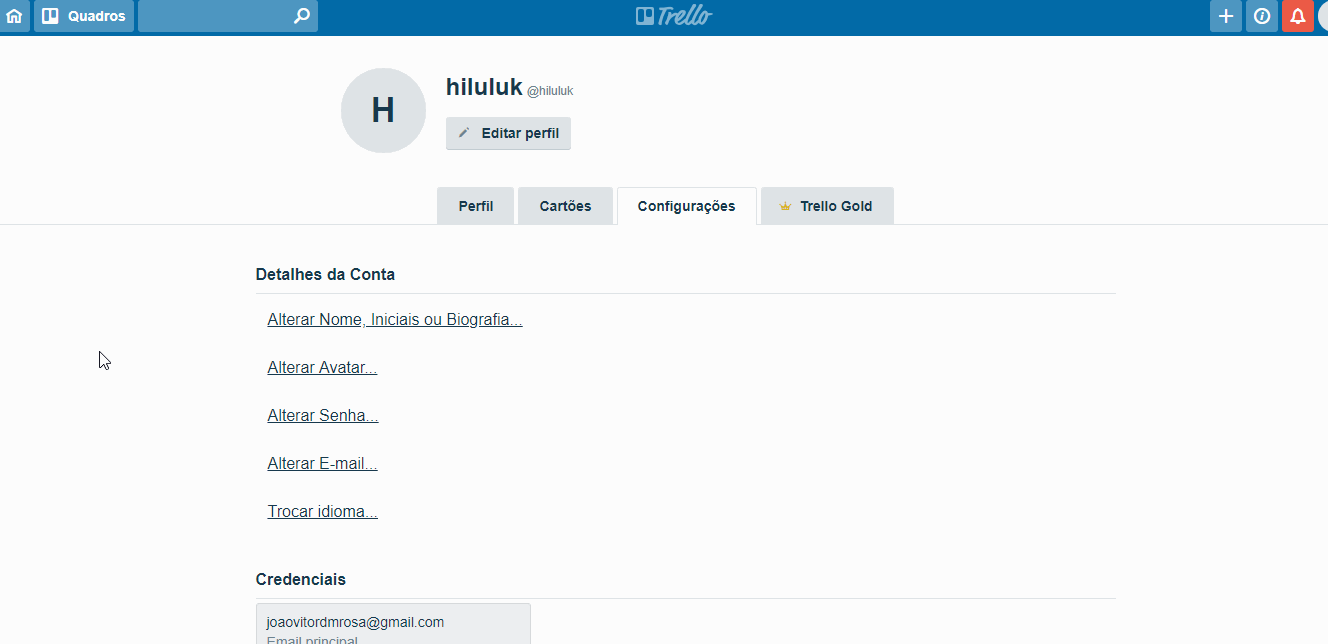 Quadros
Trello
H
hiluluk @hiluluk
Editar perfil
Perfil
Cartões
Configurações
Trello Gold
Detalhes da Conta
Alterar Nome, Iniciais ou Biografia...
Alterar Avatar...
Alterar Senha...
Alterar E-mail...
Trocar idioma...
Credenciais
joaovitordmrosa@gmail.com
Email principal